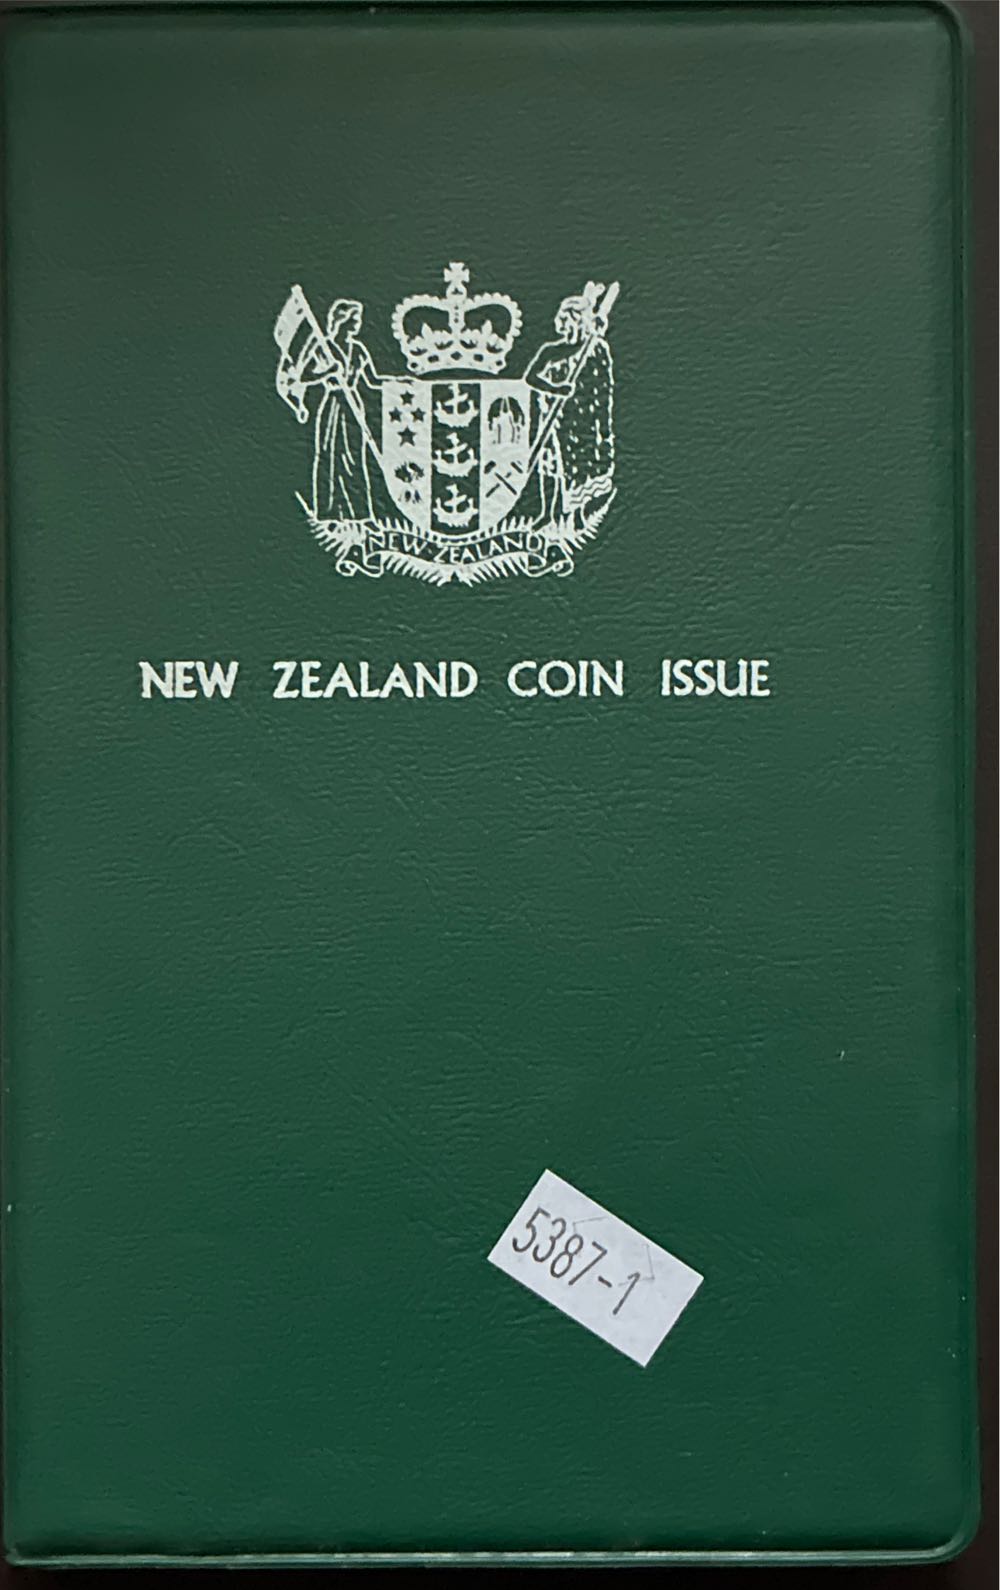 NEW ZEALAND
NEW ZEALAND COIN ISSUE
5387-1